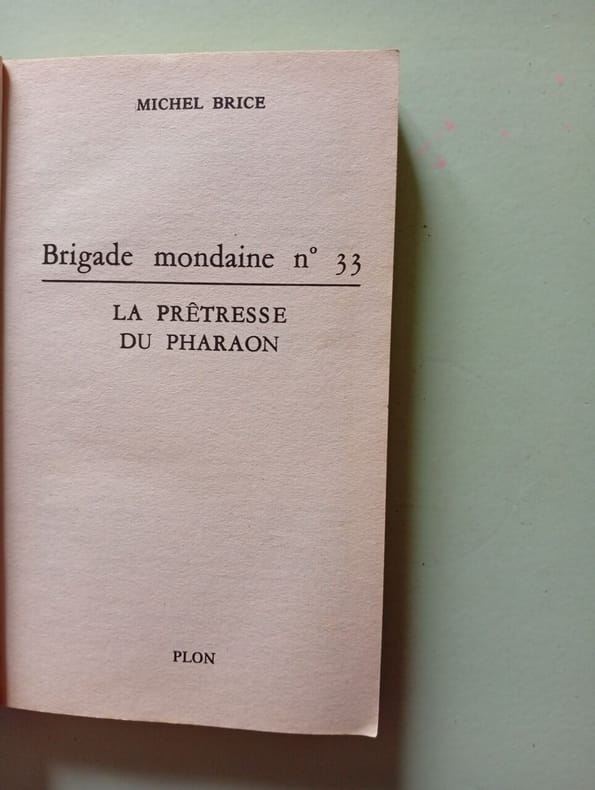 MICHEL BRICE
Brigade mondaine n° 33
LA PRÊTRESSE
DU PHARAON
PLON